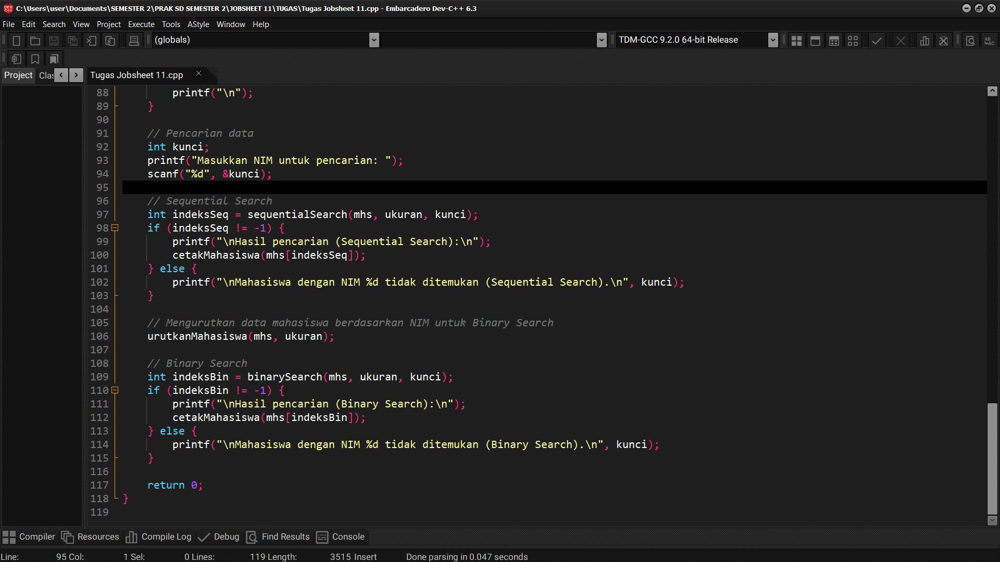 C:\Users\user\Documents\SEMESTER 2\PRAK SD SEMESTER 2\JOBSHEET 11\TUGAS\Tugas Jobsheet 11.cpp - Embarcadero Dev-C++ 6.3
File Edit Search View Project Execute Tools AStyle Window Help
(globals) TDM-GCC 9.2.0 64-bit Release
Project Clas Tugas Jobsheet 11.cpp
88         printf("\n");
89     }
90
91     // Pencarian data
92     int kunci;
93     printf("Masukkan NIM untuk pencarian: ");
94     scanf("%d", &kunci);
95
96     // Sequential Search
97     int indeksSeq = sequentialSearch(mhs, ukuran, kunci);
98     if (indeksSeq != -1) {
99         printf("\nHasil pencarian (Sequential Search):\n");
100         cetakMahasiswa(mhs[indeksSeq]);
101     } else {
102         printf("\nMahasiswa dengan NIM %d tidak ditemukan (Sequential Search).\n", kunci);
103     }
104
105     // Mengurutkan data mahasiswa berdasarkan NIM untuk Binary Search
106     urutkanMahasiswa(mhs, ukuran);
107
108     // Binary Search
109     int indeksBin = binarySearch(mhs, ukuran, kunci);
110     if (indeksBin != -1) {
111         printf("\nHasil pencarian (Binary Search):\n");
112         cetakMahasiswa(mhs[indeksBin]);
113     } else {
114         printf("\nMahasiswa dengan NIM %d tidak ditemukan (Binary Search).\n", kunci);
115     }
116
117     return 0;
118 }
119
Compiler Resources Compile Log Debug Find Results Console
Line: 95 Col: 1 Sel: 0 Lines: 119 Length: 3515 Insert Done parsing in 0.047 seconds